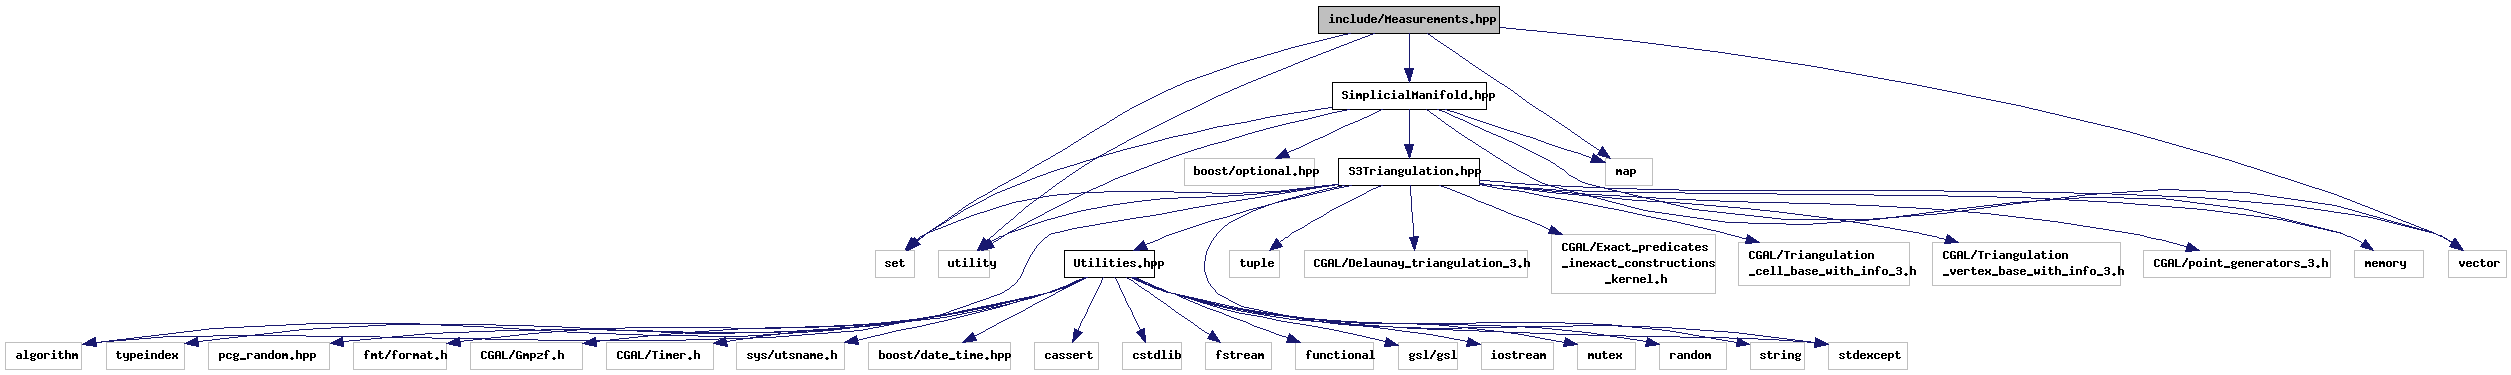 include/Measurements.hpp
SimplicialManifold.hpp
boost/optional.hpp
S3Triangulation.hpp
map
set
utility
Utilities.hpp
tuple
CGAL/Delaunay_triangulation_3.h
CGAL/Exact_predicates
_inexact_constructions
_kernel.h
CGAL/Triangulation
_cell_base_with_info_3.h
CGAL/Triangulation
_vertex_base_with_info_3.h
CGAL/point_generators_3.h
memory
vector
algorithm
typeindex
pcg_random.hpp
fmt/format.h
CGAL/Gmpzf.h
CGAL/Timer.h
sys/utsname.h
boost/date_time.hpp
cassert
cstdlib
fstream
functional
gsl/gsl
iostream
mutex
random
string
stdexcept